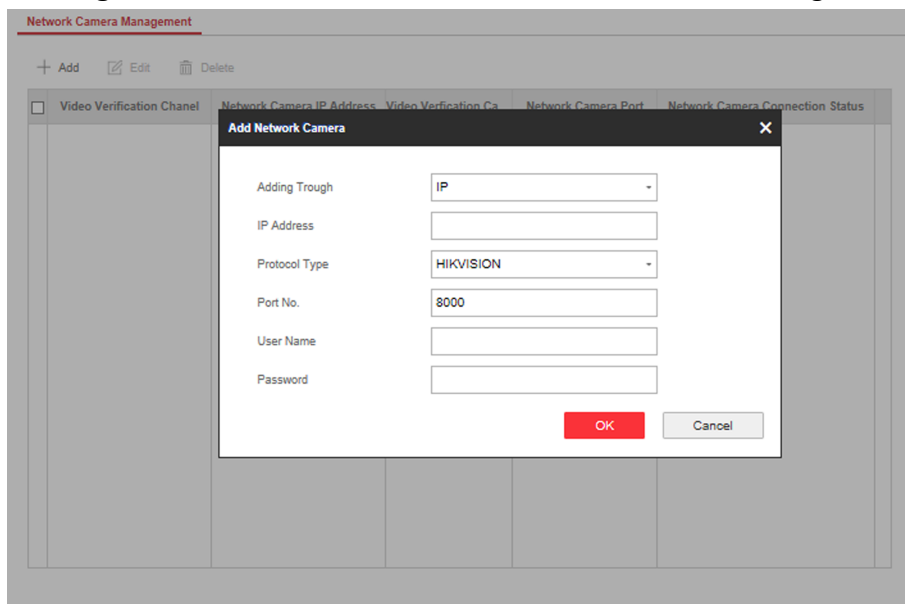 Network Camera Management
Add Edit Delete
Video Verification Chanel Network Camera IP Address Video Verfication Ca... Network Camera Port Network Camera Connection Status
Add Network Camera
Adding Trough IP
IP Address
Protocol Type HIKVISION
Port No. 8000
User Name
Password
OK Cancel